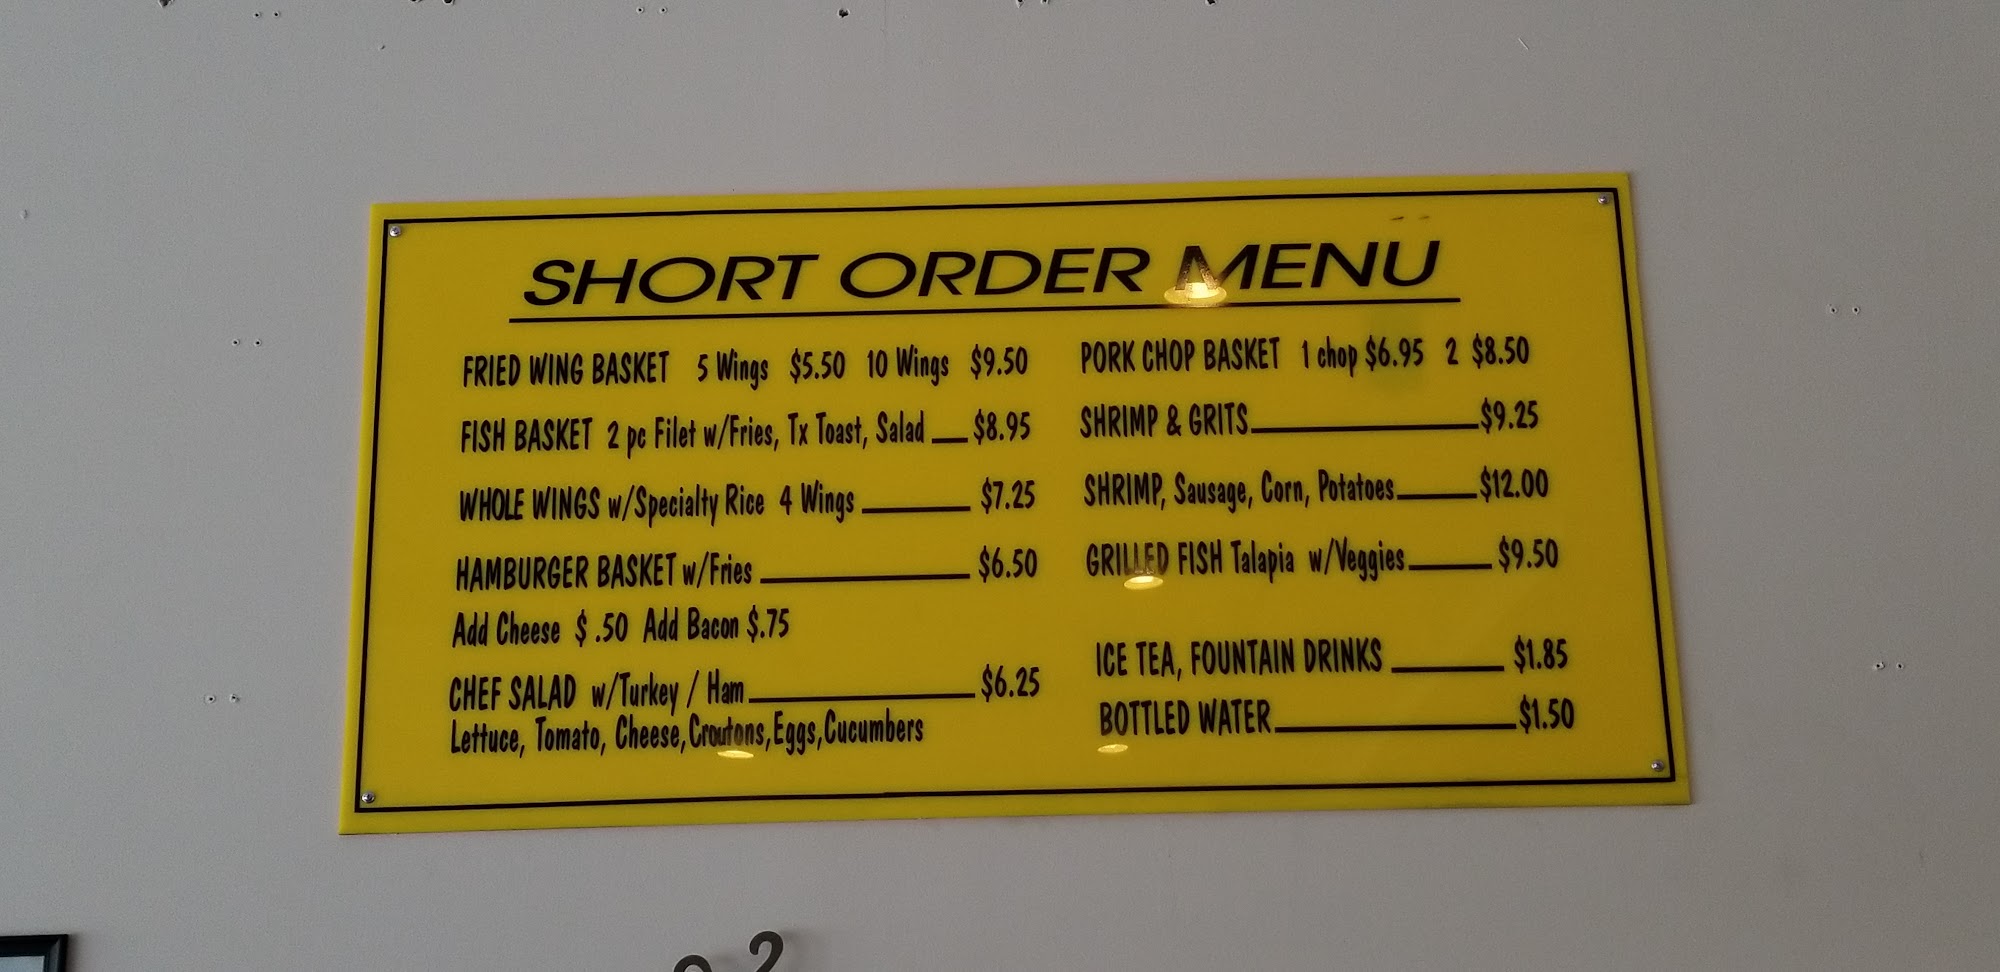 SHORT ORDER MENU
FRIED WING BASKET 5 Wings $5.50 10 Wings $9.50
FISH BASKET 2 pc Filet w/Fries, Tx Toast, Salad $8.95
WHOLE WINGS w/Specialty Rice 4 Wings $7.25
HAMBURGER BASKET w/Fries $6.50
Add Cheese $ .50 Add Bacon $.75
CHEF SALAD w/Turkey / Ham $6.25
Lettuce, Tomato, Cheese,Croutons,Eggs,Cucumbers
PORK CHOP BASKET 1 chop $6.95 2 $8.50
SHRIMP & GRITS $9.25
SHRIMP, Sausage, Corn, Potatoes $12.00
GRILLED FISH Talapia w/Veggies $9.50
ICE TEA, FOUNTAIN DRINKS $1.85
BOTTLED WATER $1.50